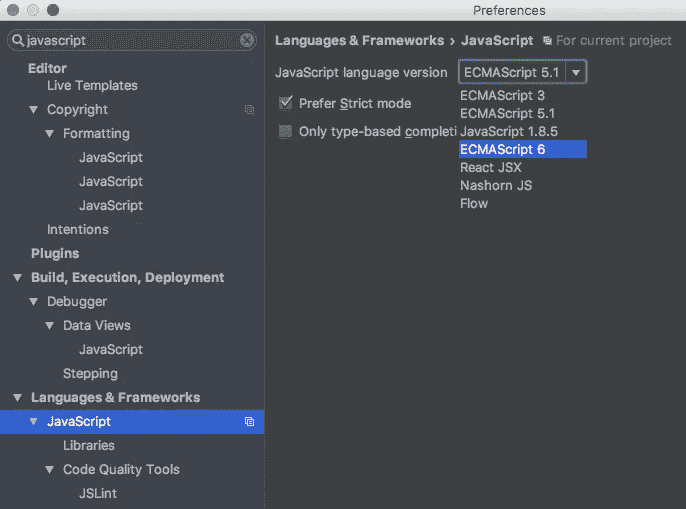 Preferences
javascript
Editor
Live Templates
Copyright
Formatting
JavaScript
JavaScript
JavaScript
Intentions
Plugins
Build, Execution, Deployment
Debugger
Data Views
JavaScript
Stepping
Languages & Frameworks
JavaScript
Libraries
Code Quality Tools
JSLint
Languages & Frameworks › JavaScript For current project
JavaScript language version ECMAScript 5.1
Prefer Strict mode
Only type-based completi
ECMAScript 3
ECMAScript 5.1
JavaScript 1.8.5
ECMAScript 6
React JSX
Nashorn JS
Flow